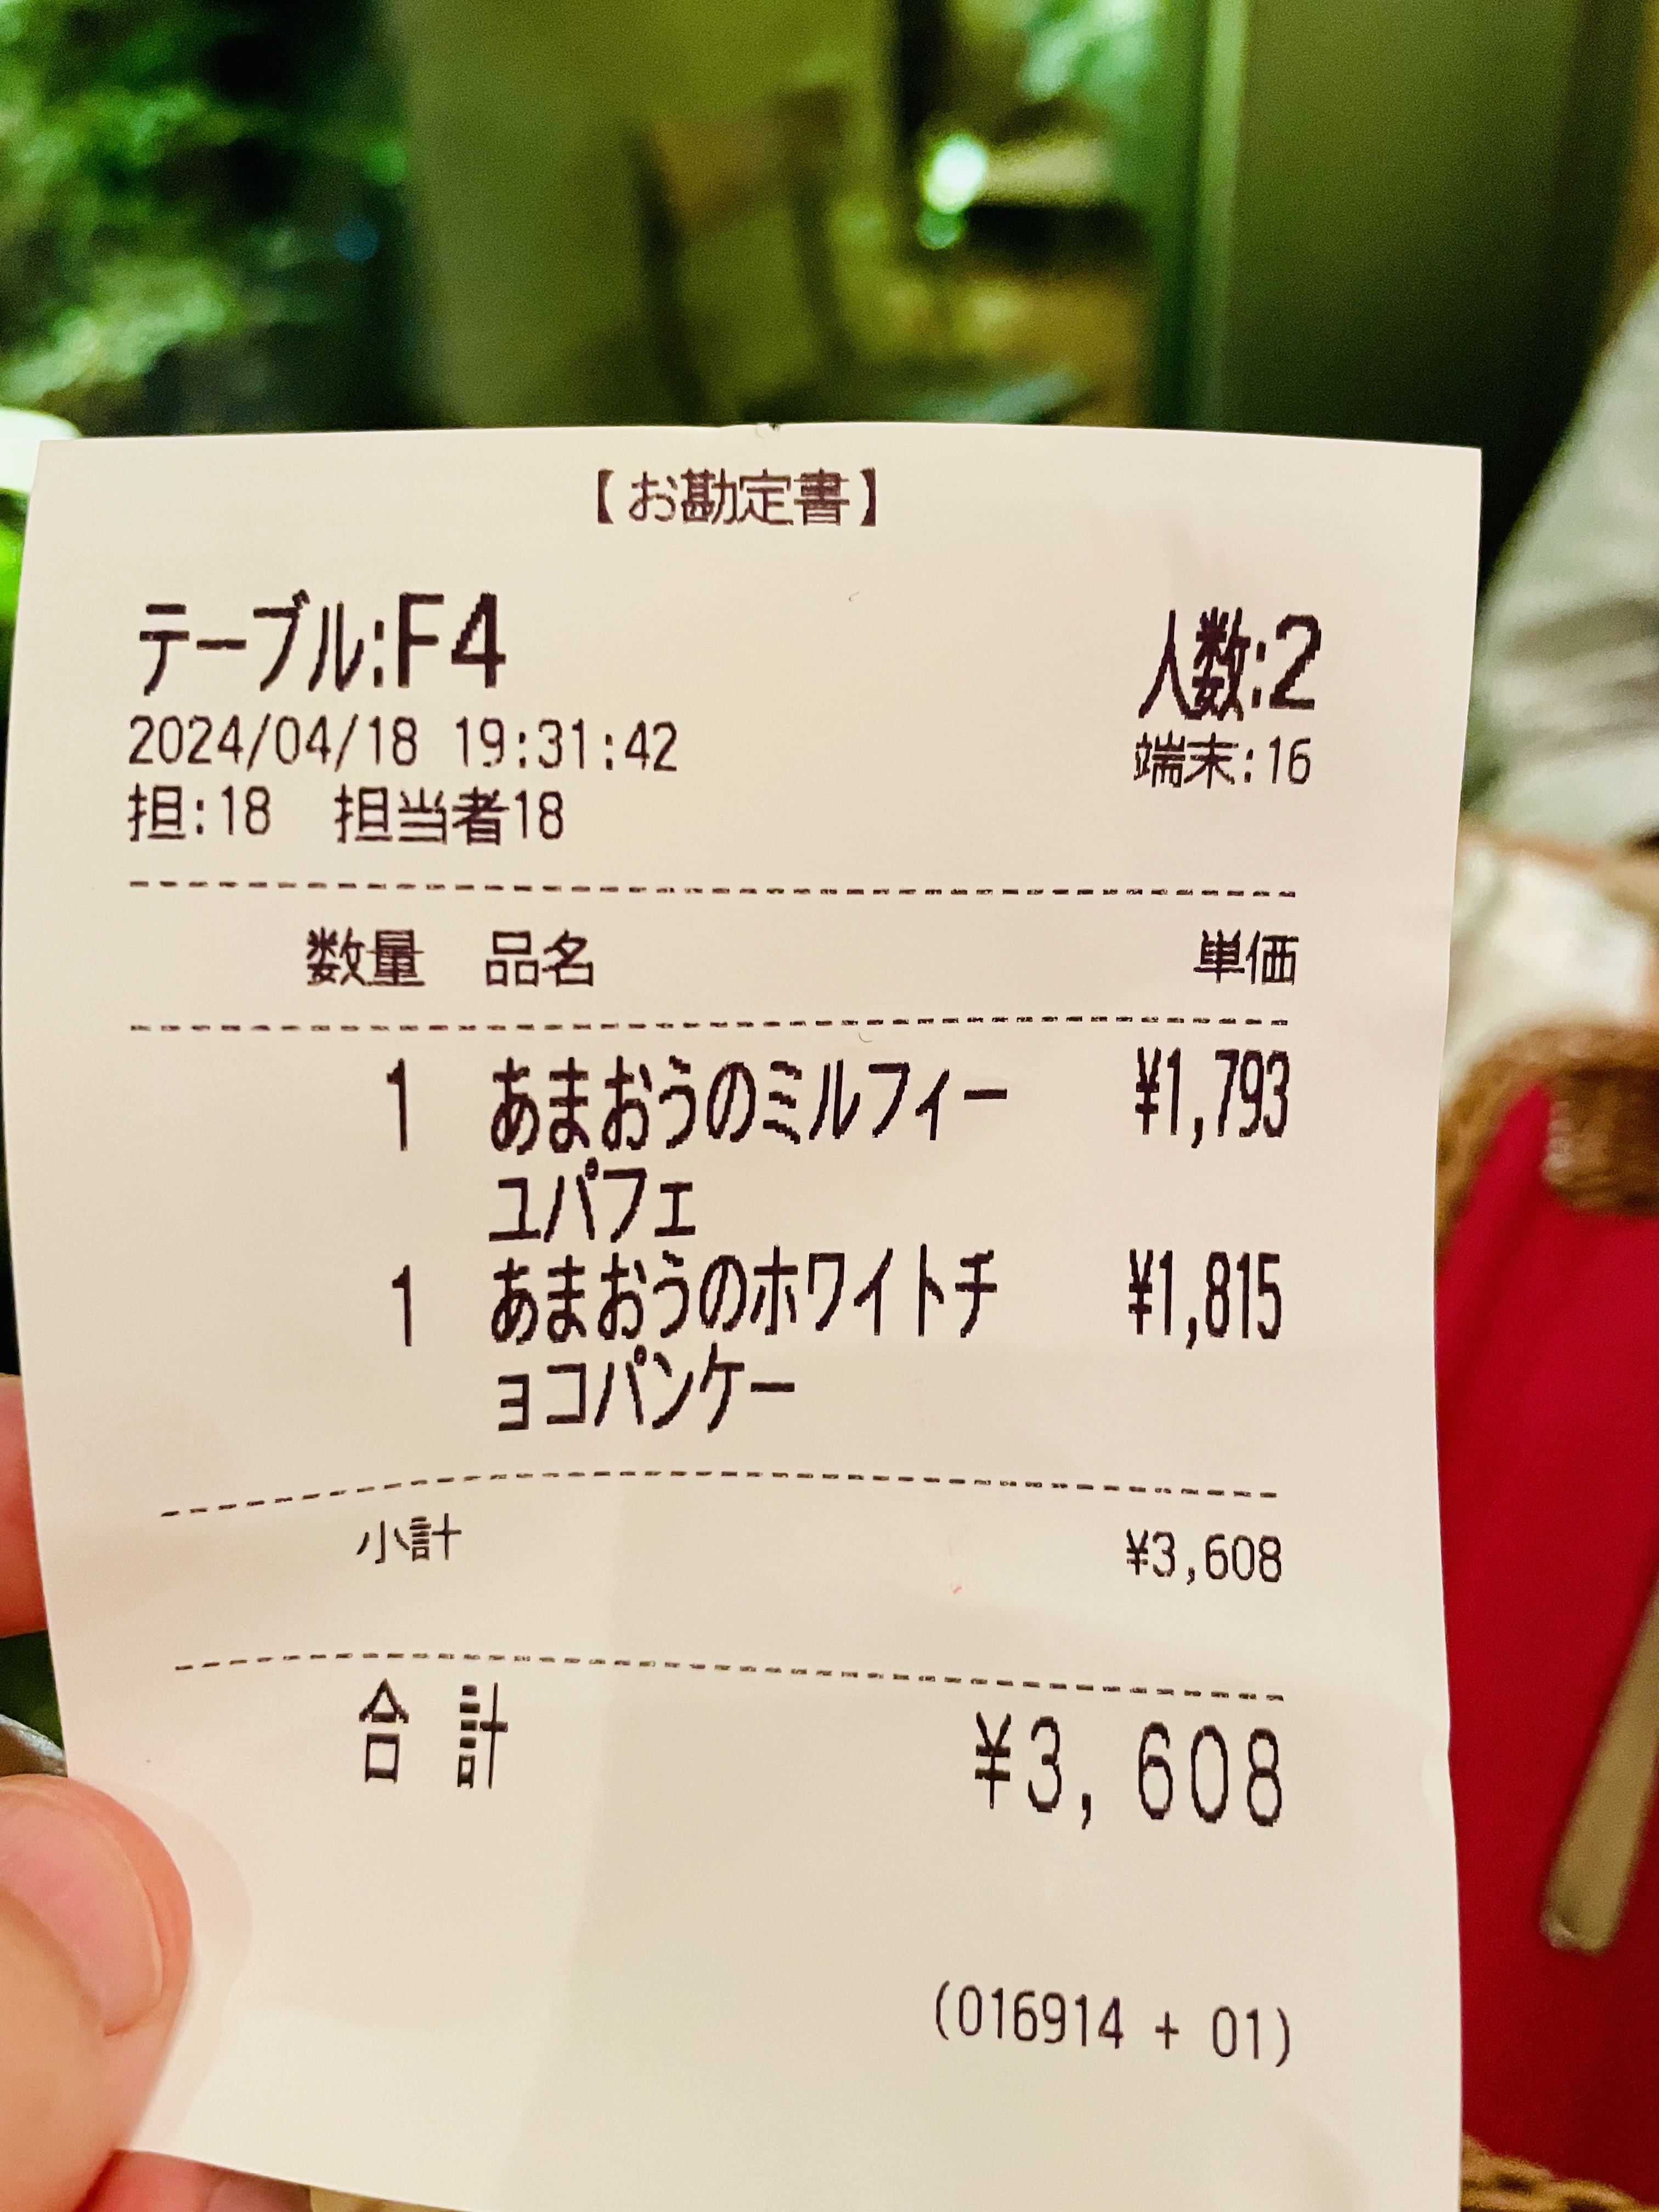 【お勘定書】
テーブル:F4 人数:2
2024/04/18 19:31:42 端末:16
担:18 担当者18
数量 品名 単価
1 あまおうのミルフィー ¥1,793
ユパフェ
1 あまおうのホワイトチ ¥1,815
ョコパンケー
小計 ¥3,608
合計 ¥3,608
(016914 + 01)